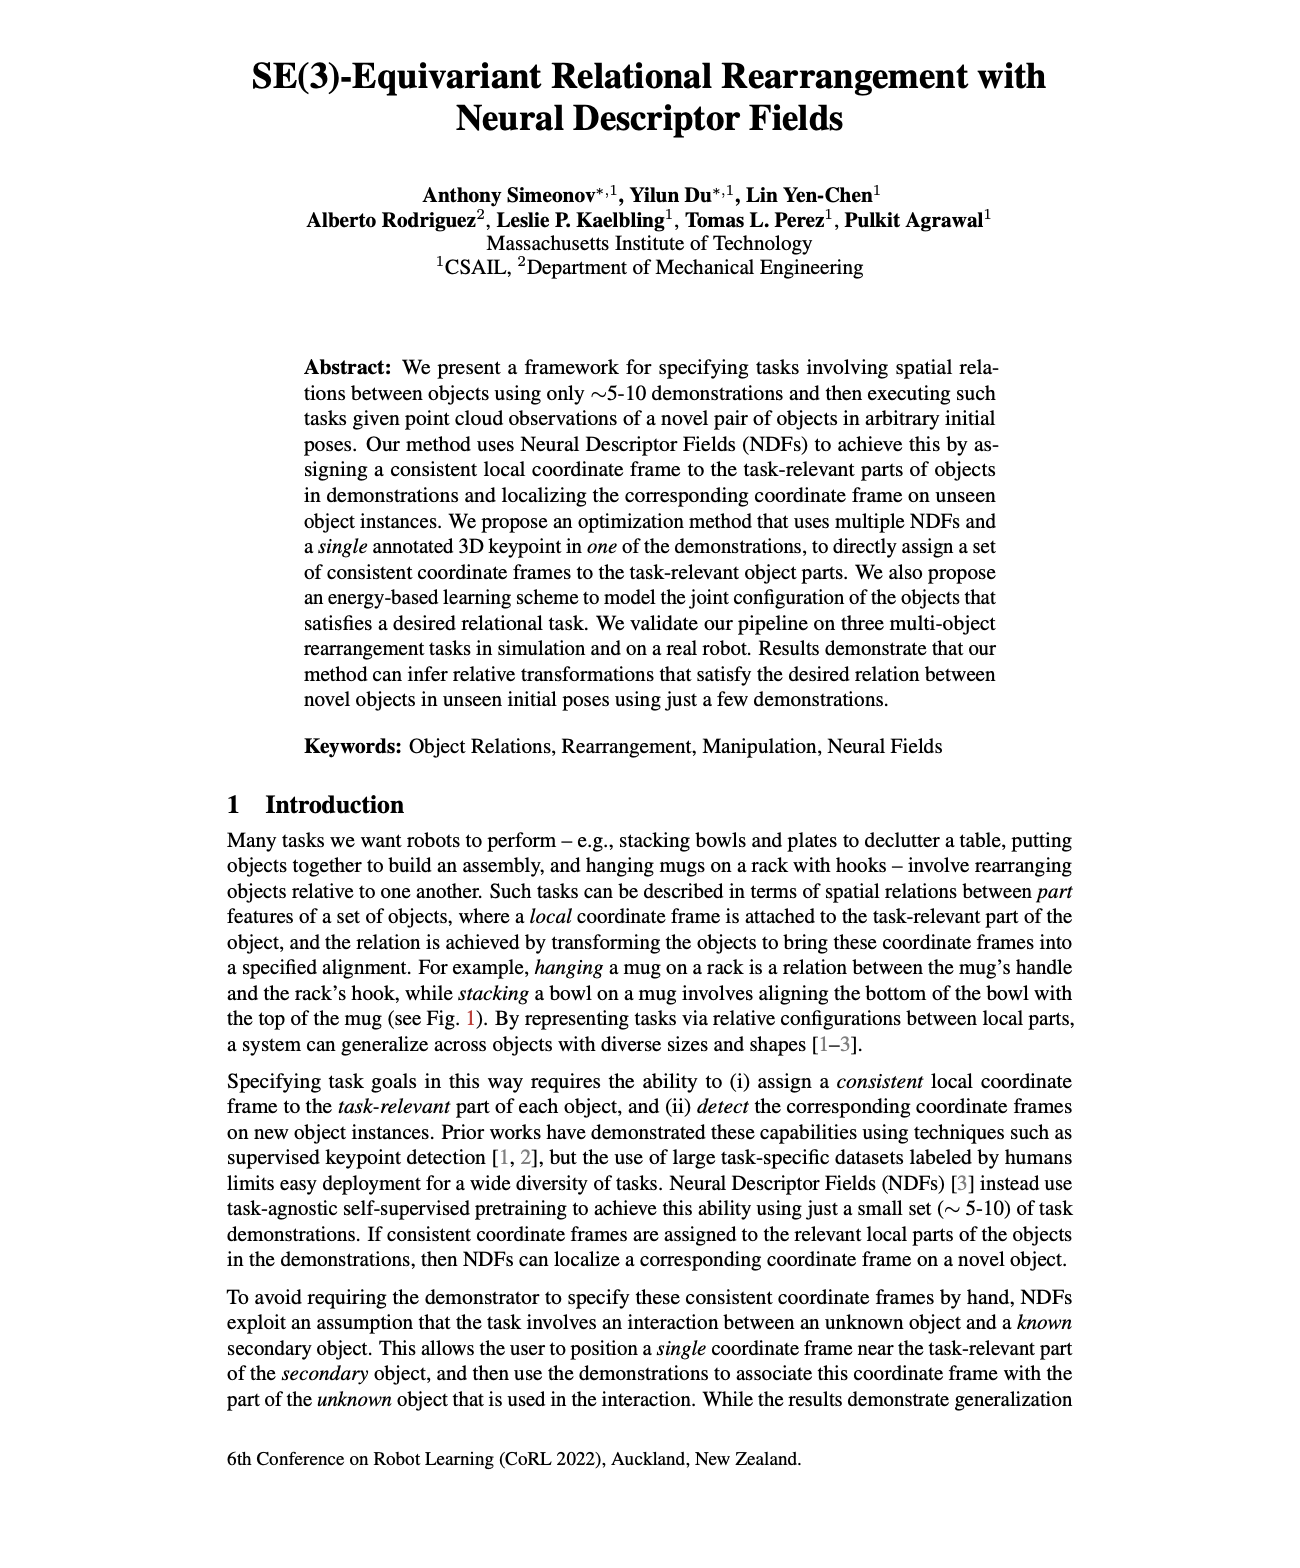 SE(3)-Equivariant Relational Rearrangement with
Neural Descriptor Fields
Anthony Simeonov*,1, Yilun Du*,1, Lin Yen-Chen1
Alberto Rodriguez2, Leslie P. Kaelbling1, Tomas L. Perez1, Pulkit Agrawal1
Massachusetts Institute of Technology
1CSAIL, 2Department of Mechanical Engineering
Abstract: We present a framework for specifying tasks involving spatial rela-
tions between objects using only ∼5-10 demonstrations and then executing such
tasks given point cloud observations of a novel pair of objects in arbitrary initial
poses. Our method uses Neural Descriptor Fields (NDFs) to achieve this by as-
signing a consistent local coordinate frame to the task-relevant parts of objects
in demonstrations and localizing the corresponding coordinate frame on unseen
object instances. We propose an optimization method that uses multiple NDFs and
a single annotated 3D keypoint in one of the demonstrations, to directly assign a set
of consistent coordinate frames to the task-relevant object parts. We also propose
an energy-based learning scheme to model the joint configuration of the objects that
satisfies a desired relational task. We validate our pipeline on three multi-object
rearrangement tasks in simulation and on a real robot. Results demonstrate that our
method can infer relative transformations that satisfy the desired relation between
novel objects in unseen initial poses using just a few demonstrations.
Keywords: Object Relations, Rearrangement, Manipulation, Neural Fields
1 Introduction
Many tasks we want robots to perform – e.g., stacking bowls and plates to declutter a table, putting
objects together to build an assembly, and hanging mugs on a rack with hooks – involve rearranging
objects relative to one another. Such tasks can be described in terms of spatial relations between part
features of a set of objects, where a local coordinate frame is attached to the task-relevant part of the
object, and the relation is achieved by transforming the objects to bring these coordinate frames into
a specified alignment. For example, hanging a mug on a rack is a relation between the mug's handle
and the rack's hook, while stacking a bowl on a mug involves aligning the bottom of the bowl with
the top of the mug (see Fig. 1). By representing tasks via relative configurations between local parts,
a system can generalize across objects with diverse sizes and shapes [1–3].
Specifying task goals in this way requires the ability to (i) assign a consistent local coordinate
frame to the task-relevant part of each object, and (ii) detect the corresponding coordinate frames
on new object instances. Prior works have demonstrated these capabilities using techniques such as
supervised keypoint detection [1, 2], but the use of large task-specific datasets labeled by humans
limits easy deployment for a wide diversity of tasks. Neural Descriptor Fields (NDFs) [3] instead use
task-agnostic self-supervised pretraining to achieve this ability using just a small set (∼ 5-10) of task
demonstrations. If consistent coordinate frames are assigned to the relevant local parts of the objects
in the demonstrations, then NDFs can localize a corresponding coordinate frame on a novel object.
To avoid requiring the demonstrator to specify these consistent coordinate frames by hand, NDFs
exploit an assumption that the task involves an interaction between an unknown object and a known
secondary object. This allows the user to position a single coordinate frame near the task-relevant part
of the secondary object, and then use the demonstrations to associate this coordinate frame with the
part of the unknown object that is used in the interaction. While the results demonstrate generalization
6th Conference on Robot Learning (CoRL 2022), Auckland, New Zealand.